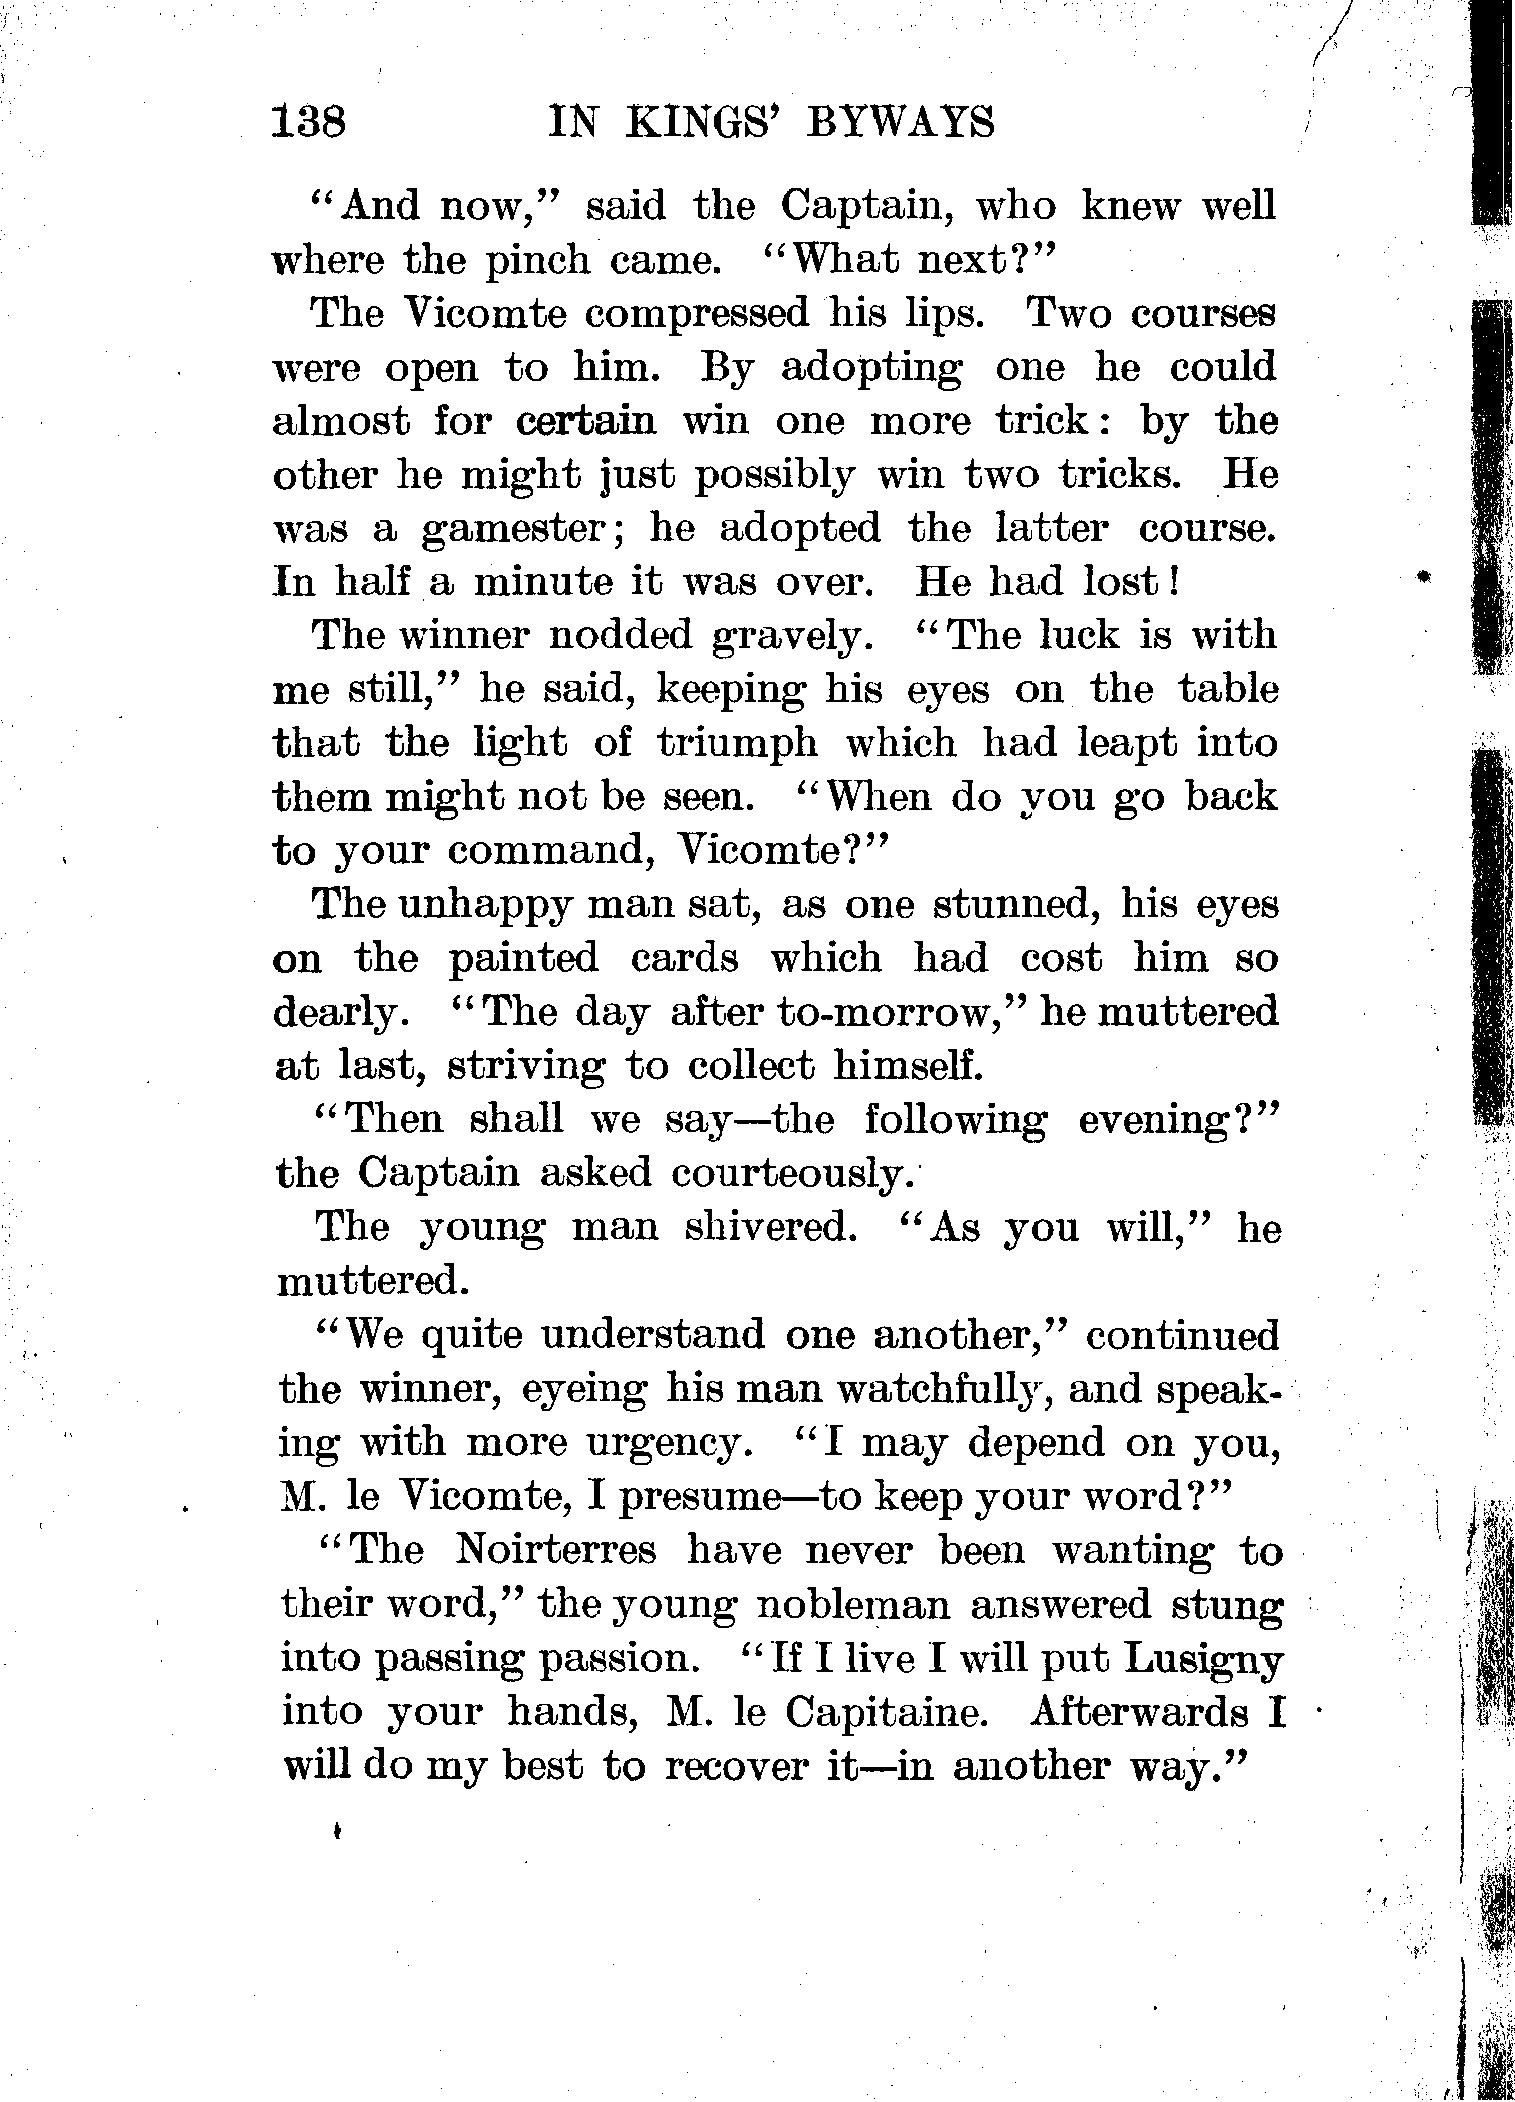 138 IN KINGS' BYWAYS
"And now," said the Captain, who knew well
where the pinch came. "What next?"
The Vicomte compressed his lips. Two courses
were open to him. By adopting one he could
almost for certain win one more trick: by the
other he might just possibly win two tricks. He
was a gamester; he adopted the latter course.
In half a minute it was over. He had lost!
The winner nodded gravely. "The luck is with
me still," he said, keeping his eyes on the table
that the light of triumph which had leapt into
them might not be seen. "When do you go back
to your command, Vicomte?"
The unhappy man sat, as one stunned, his eyes
on the painted cards which had cost him so
dearly. "The day after to-morrow," he muttered
at last, striving to collect himself.
"Then shall we say—the following evening?"
the Captain asked courteously.
The young man shivered. "As you will," he
muttered.
"We quite understand one another," continued
the winner, eyeing his man watchfully, and speak-
ing with more urgency. "I may depend on you,
M. le Vicomte, I presume—to keep your word?"
"The Noirterres have never been wanting to
their word," the young nobleman answered stung
into passing passion. "If I live I will put Lusigny
into your hands, M. le Capitaine. Afterwards I
will do my best to recover it—in another way."